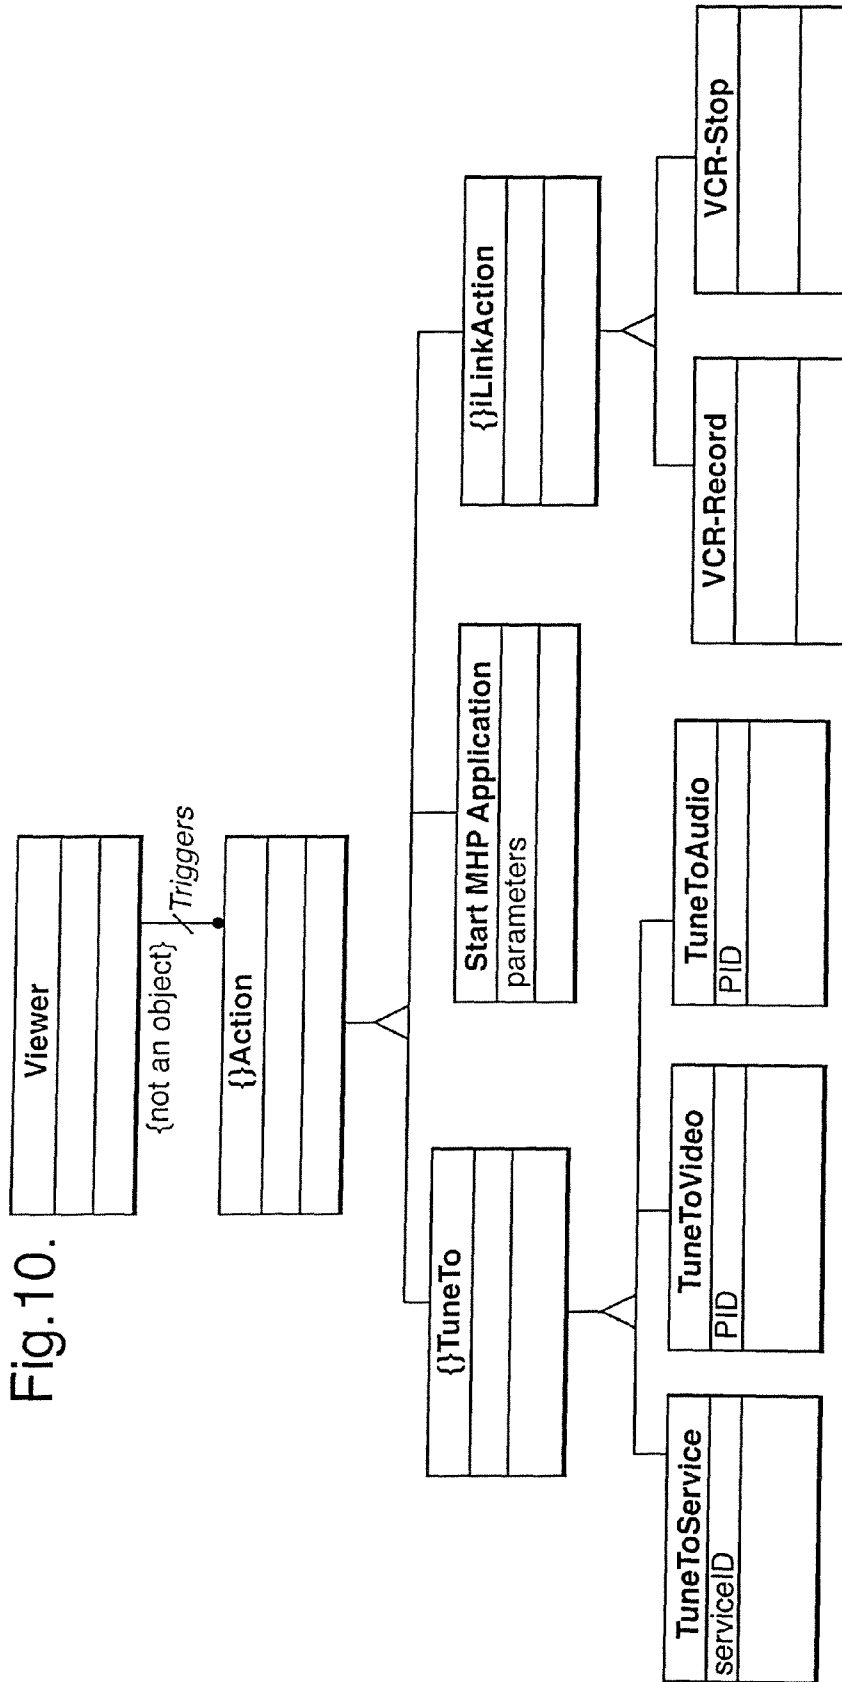 Fig.10.
Viewer
{not an object}
Triggers
{}Action
{}TuneTo
Start MHP Application
parameters
{}iLinkAction
TuneToService
serviceID
TuneToVideo
PID
TuneToAudio
PID
VCR-Record
VCR-Stop